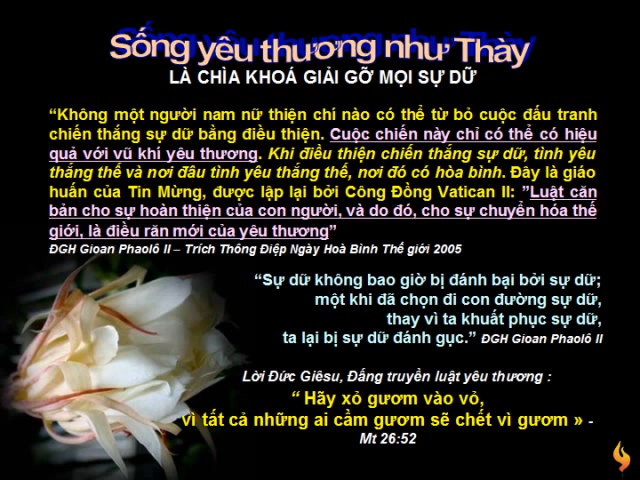 Sống yêu thương như Thày
LÀ CHÌA KHOÁ GIẢI GỠ MỌI SỰ DỮ
“Không một người nam nữ thiện chí nào có thể từ bỏ cuộc đấu tranh
chiến thắng sự dữ bằng điều thiện. Cuộc chiến này chỉ có thể có hiệu
quả với vũ khí yêu thương. Khi điều thiện chiến thắng sự dữ, tình yêu
thắng thế và nơi đâu tình yêu thắng thế, nơi đó có hòa bình. Đây là giáo
huấn của Tin Mừng, được lập lại bởi Công Đồng Vatican II: ”Luật căn
bản cho sự hoàn thiện của con người, và do đó, cho sự chuyển hóa thế
giới, là điều răn mới của yêu thương”
ĐGH Gioan Phaolô II – Trích Thông Điệp Ngày Hoà Bình Thế giới 2005
“Sự dữ không bao giờ bị đánh bại bởi sự dữ;
một khi đã chọn đi con đường sự dữ,
thay vì ta khuất phục sự dữ,
ta lại bị sự dữ đánh gục.” ĐGH Gioan Phaolô II
Lời Đức Giêsu, Đấng truyền luật yêu thương :
“ Hãy xỏ gươm vào vỏ,
vì tất cả những ai cầm gươm sẽ chết vì gươm » -
Mt 26:52